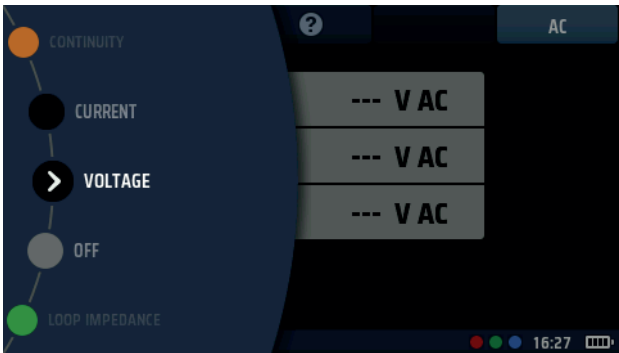 CONTINUITY
CURRENT
VOLTAGE
OFF
LOOP IMPEDANCE
?
AC
--- V AC
--- V AC
--- V AC
16:27